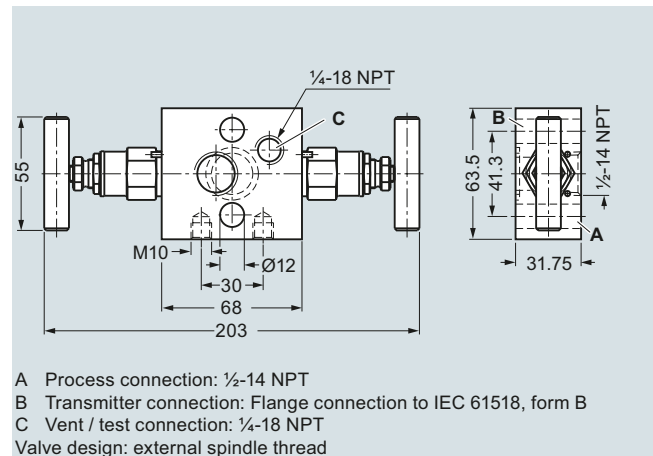 ¼-18 NPT
C
B
A
½-14 NPT
55
63.5
41.3
M10
Ø12
30
68
203
31.75
A Process connection: ½-14 NPT
B Transmitter connection: Flange connection to IEC 61518, form B
C Vent / test connection: ¼-18 NPT
Valve design: external spindle thread